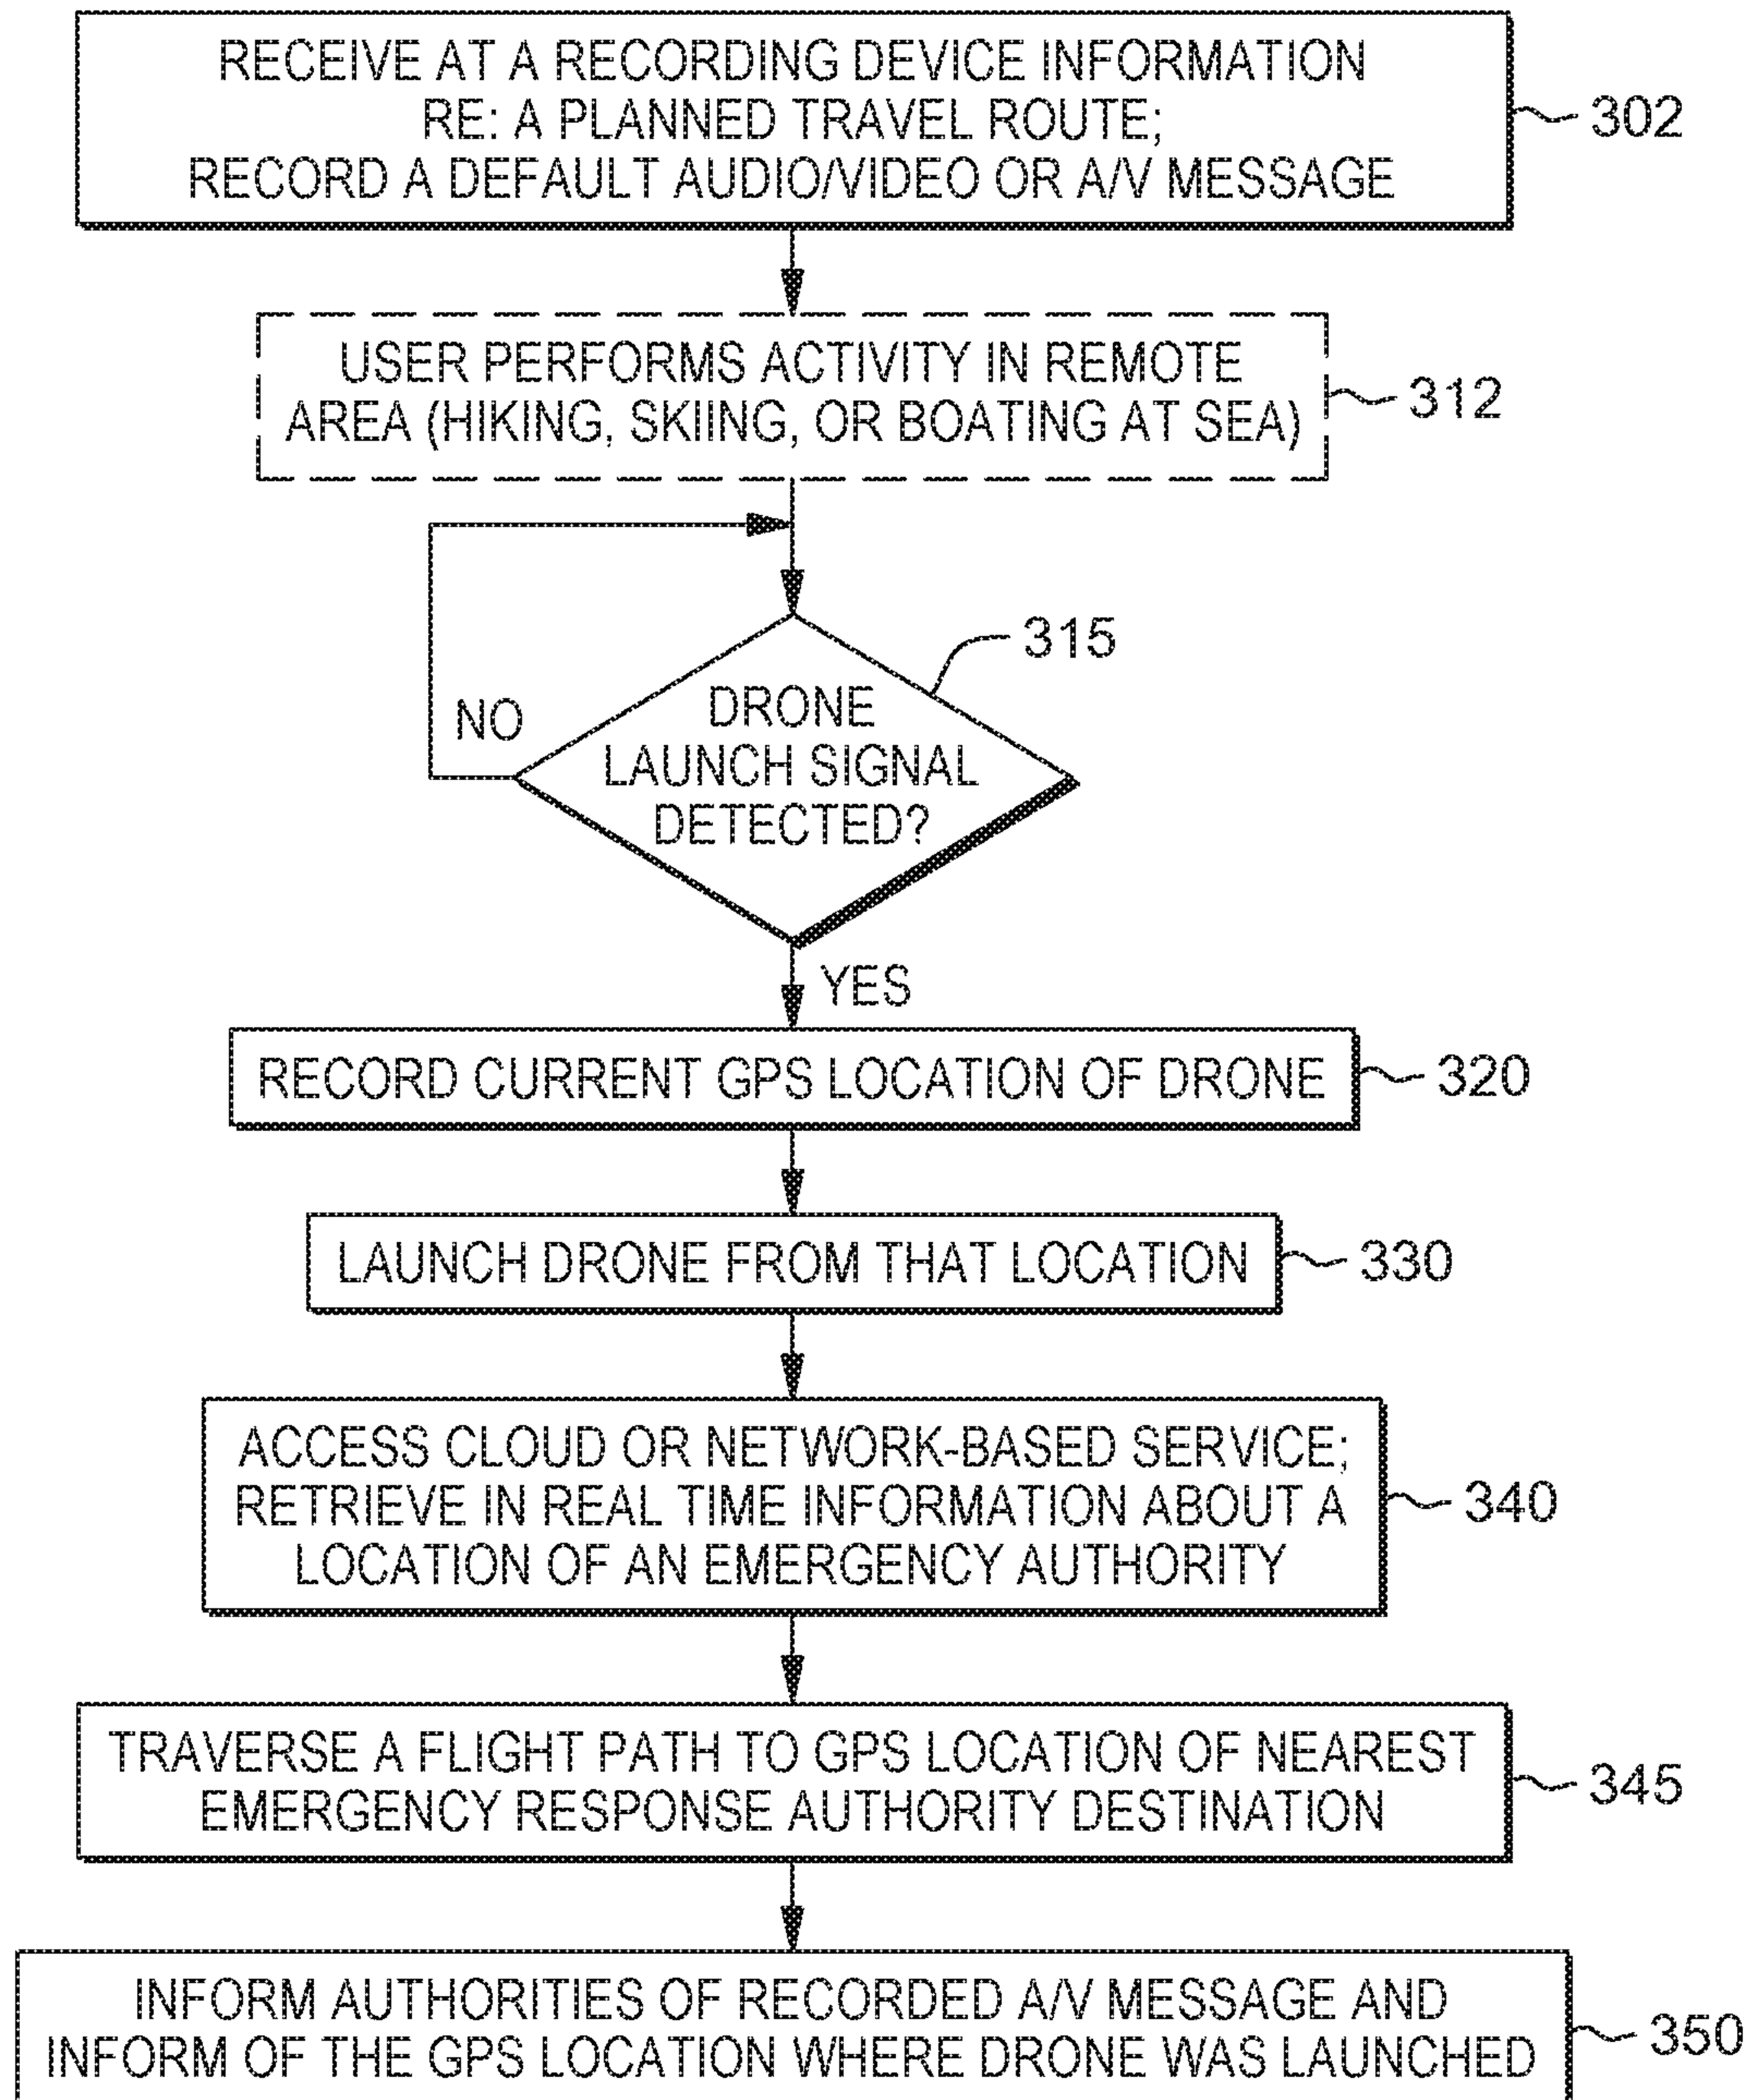 RECEIVE AT A RECORDING DEVICE INFORMATION
RE: A PLANNED TRAVEL ROUTE;
RECORD A DEFAULT AUDIO/VIDEO OR A/V MESSAGE
302
USER PERFORMS ACTIVITY IN REMOTE
AREA (HIKING, SKIING, OR BOATING AT SEA)
312
315
DRONE
LAUNCH SIGNAL
DETECTED?
NO
YES
RECORD CURRENT GPS LOCATION OF DRONE
320
LAUNCH DRONE FROM THAT LOCATION
330
ACCESS CLOUD OR NETWORK-BASED SERVICE;
RETRIEVE IN REAL TIME INFORMATION ABOUT A
LOCATION OF AN EMERGENCY AUTHORITY
340
TRAVERSE A FLIGHT PATH TO GPS LOCATION OF NEAREST
EMERGENCY RESPONSE AUTHORITY DESTINATION
345
INFORM AUTHORITIES OF RECORDED A/V MESSAGE AND
INFORM OF THE GPS LOCATION WHERE DRONE WAS LAUNCHED
350